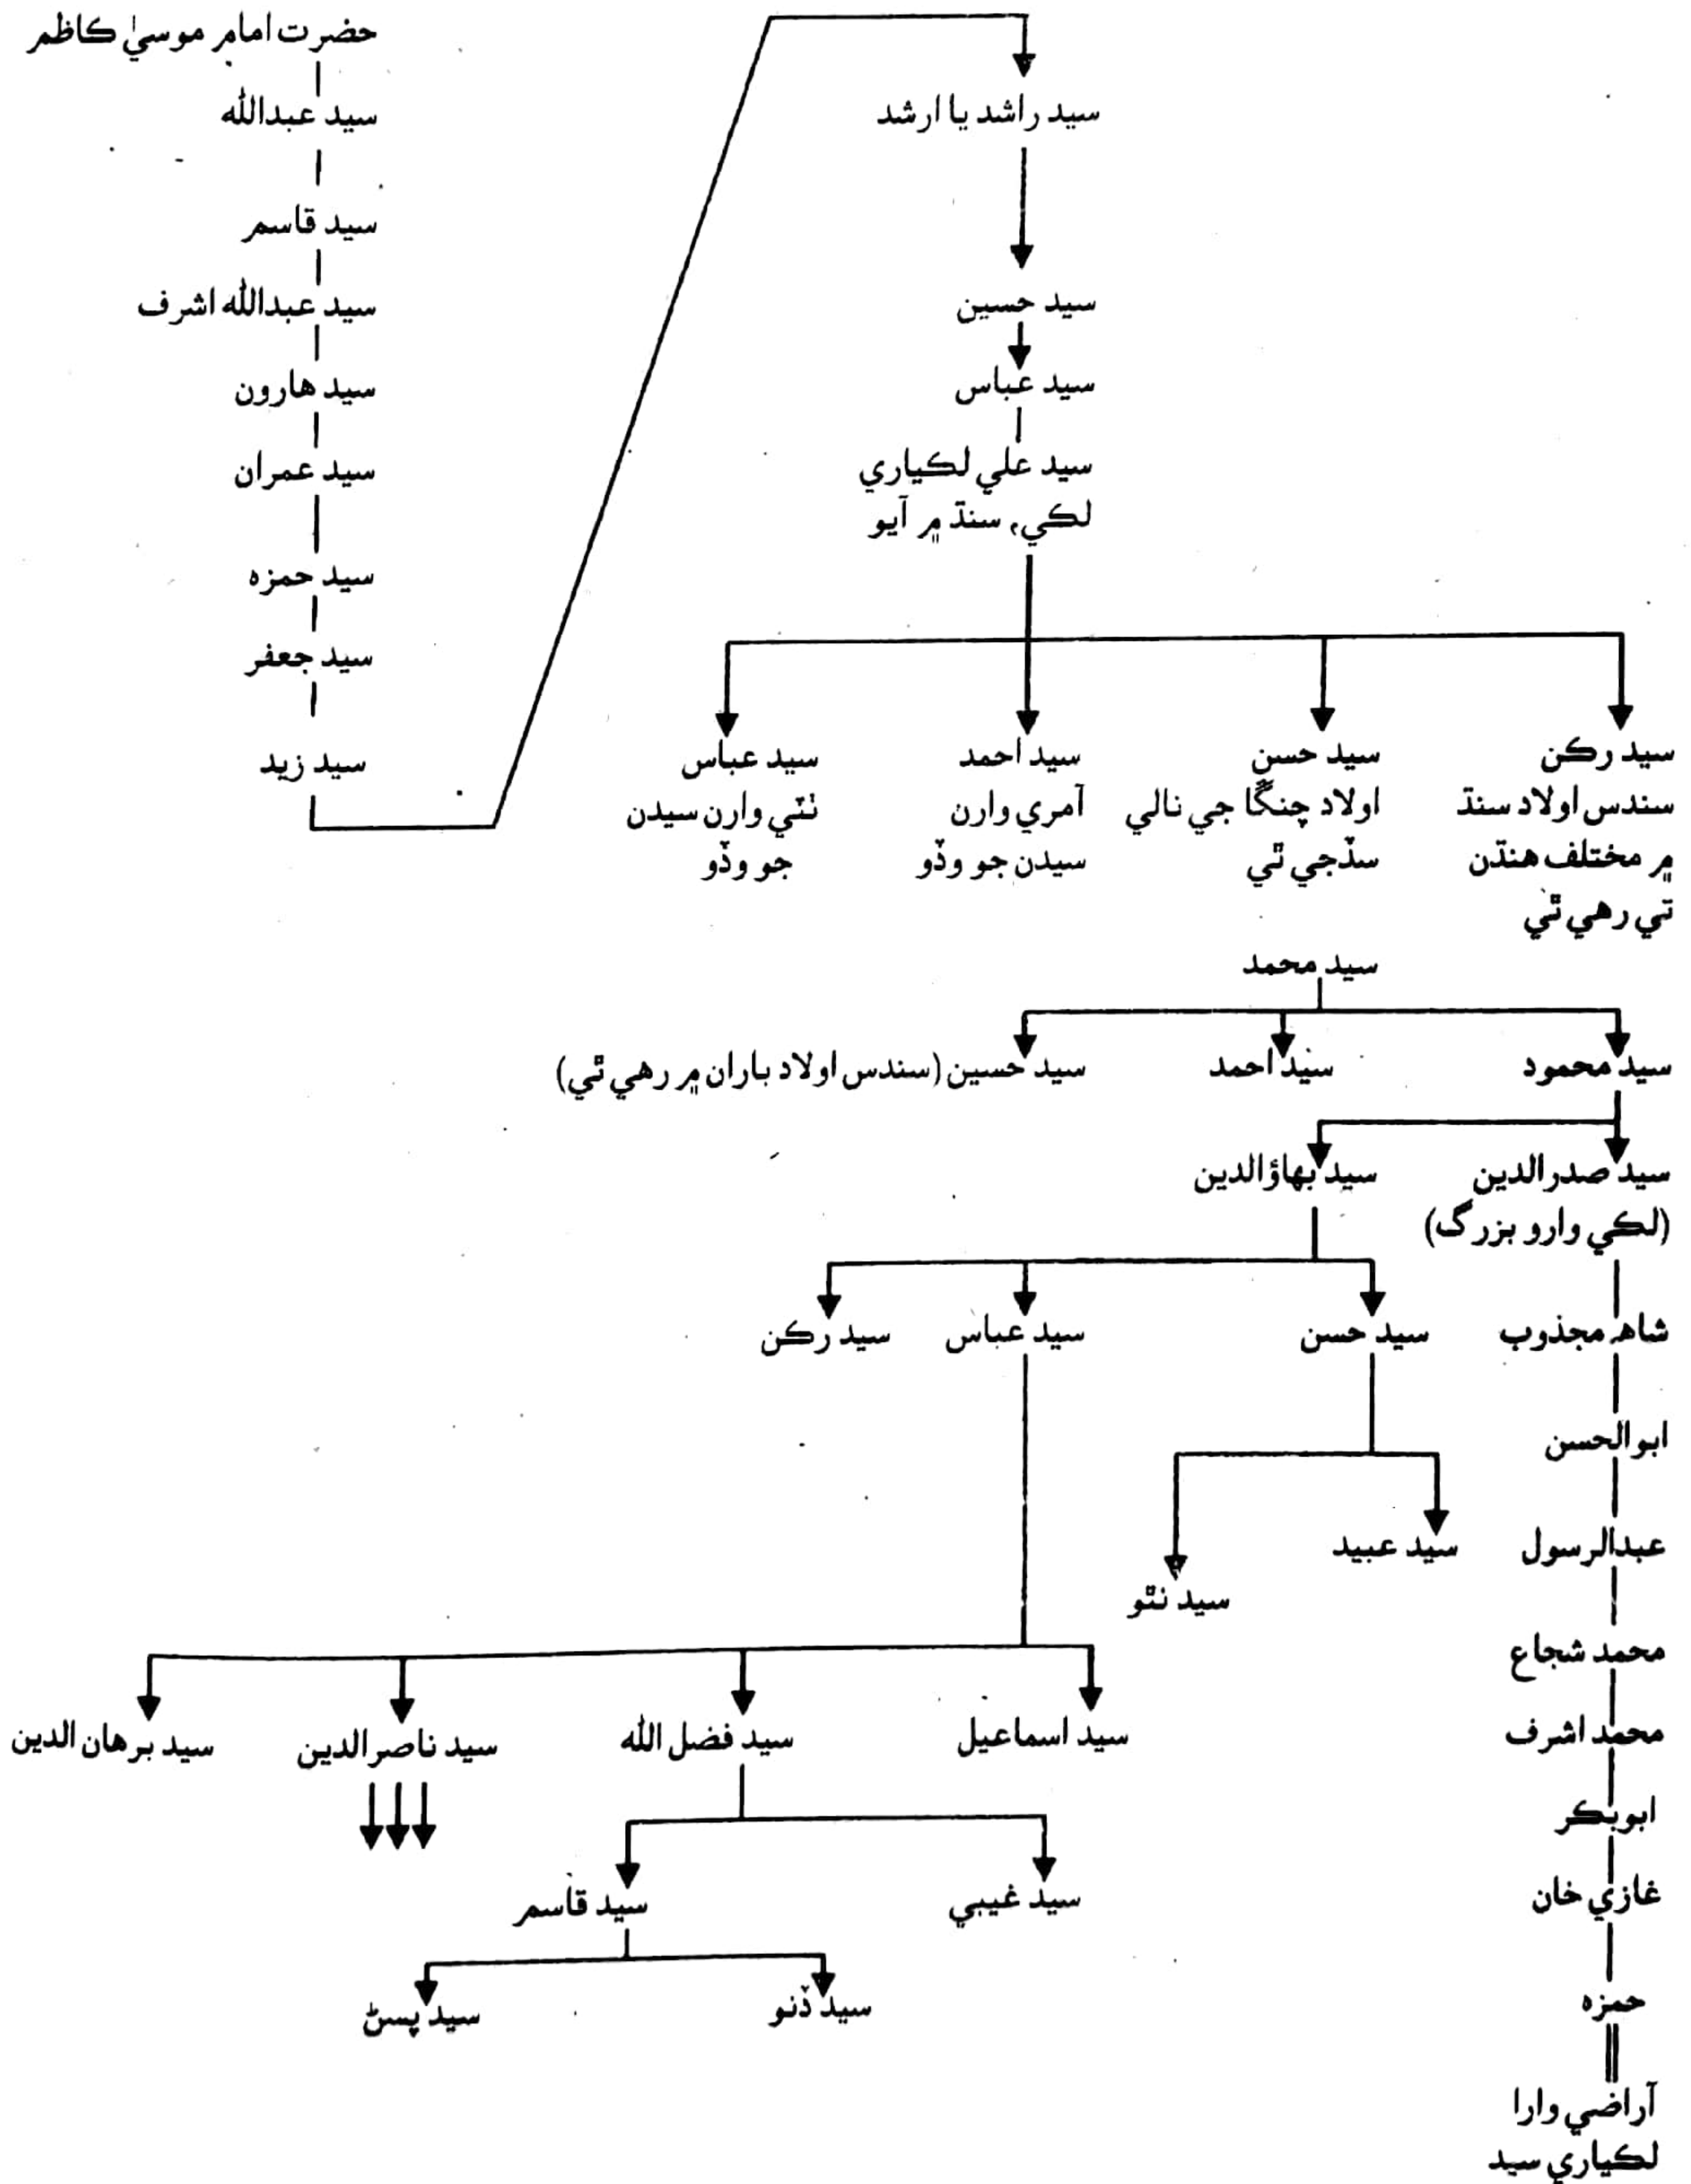 حضرت امام موسيٰ ڪاظم
سيد عبدالله
سيد قاسم
سيد عبدالله اشرف
سيد هارون
سيد عمران
سيد حمزه
سيد جعفر
سيد زيد
سيد راشد يا ارشد
سيد حسين
سيد عباس
سيد علي لڪياري
لڪي، سنڌ ۾ آيو
سيد رڪن
سندس اولاد سنڌ
۾ مختلف هنڌن
تي رهي ٿي
سيد حسن
اولاد چنگا جي نالي
سڏجي ٿي
سيد احمد
آمري وارن
سيدن جو وڏو
سيد عباس
ٺٽي وارن سيدن
جو وڏو
سيد محمد
سيد محمود
سيد احمد
سيد حسين (سندس اولاد باران ۾ رهي ٿي)
سيد صدرالدين
(لڪي وارو بزرگ)
سيد بهاؤالدين
شاهه مجذوب
سيد حسن
سيد عباس
سيد رڪن
ابوالحسن
عبدالرسول
سيد عبيد
سيد نٿو
محمد شجاع
محمد اشرف
سيد اسماعيل
سيد فضل الله
سيد ناصرالدين
سيد برهان الدين
ابوبڪر
غازي خان
سيد غيبي
سيد قاسم
حمزه
سيد ڏنو
سيد پسڻ
آراضي وارا
لڪياري سيد